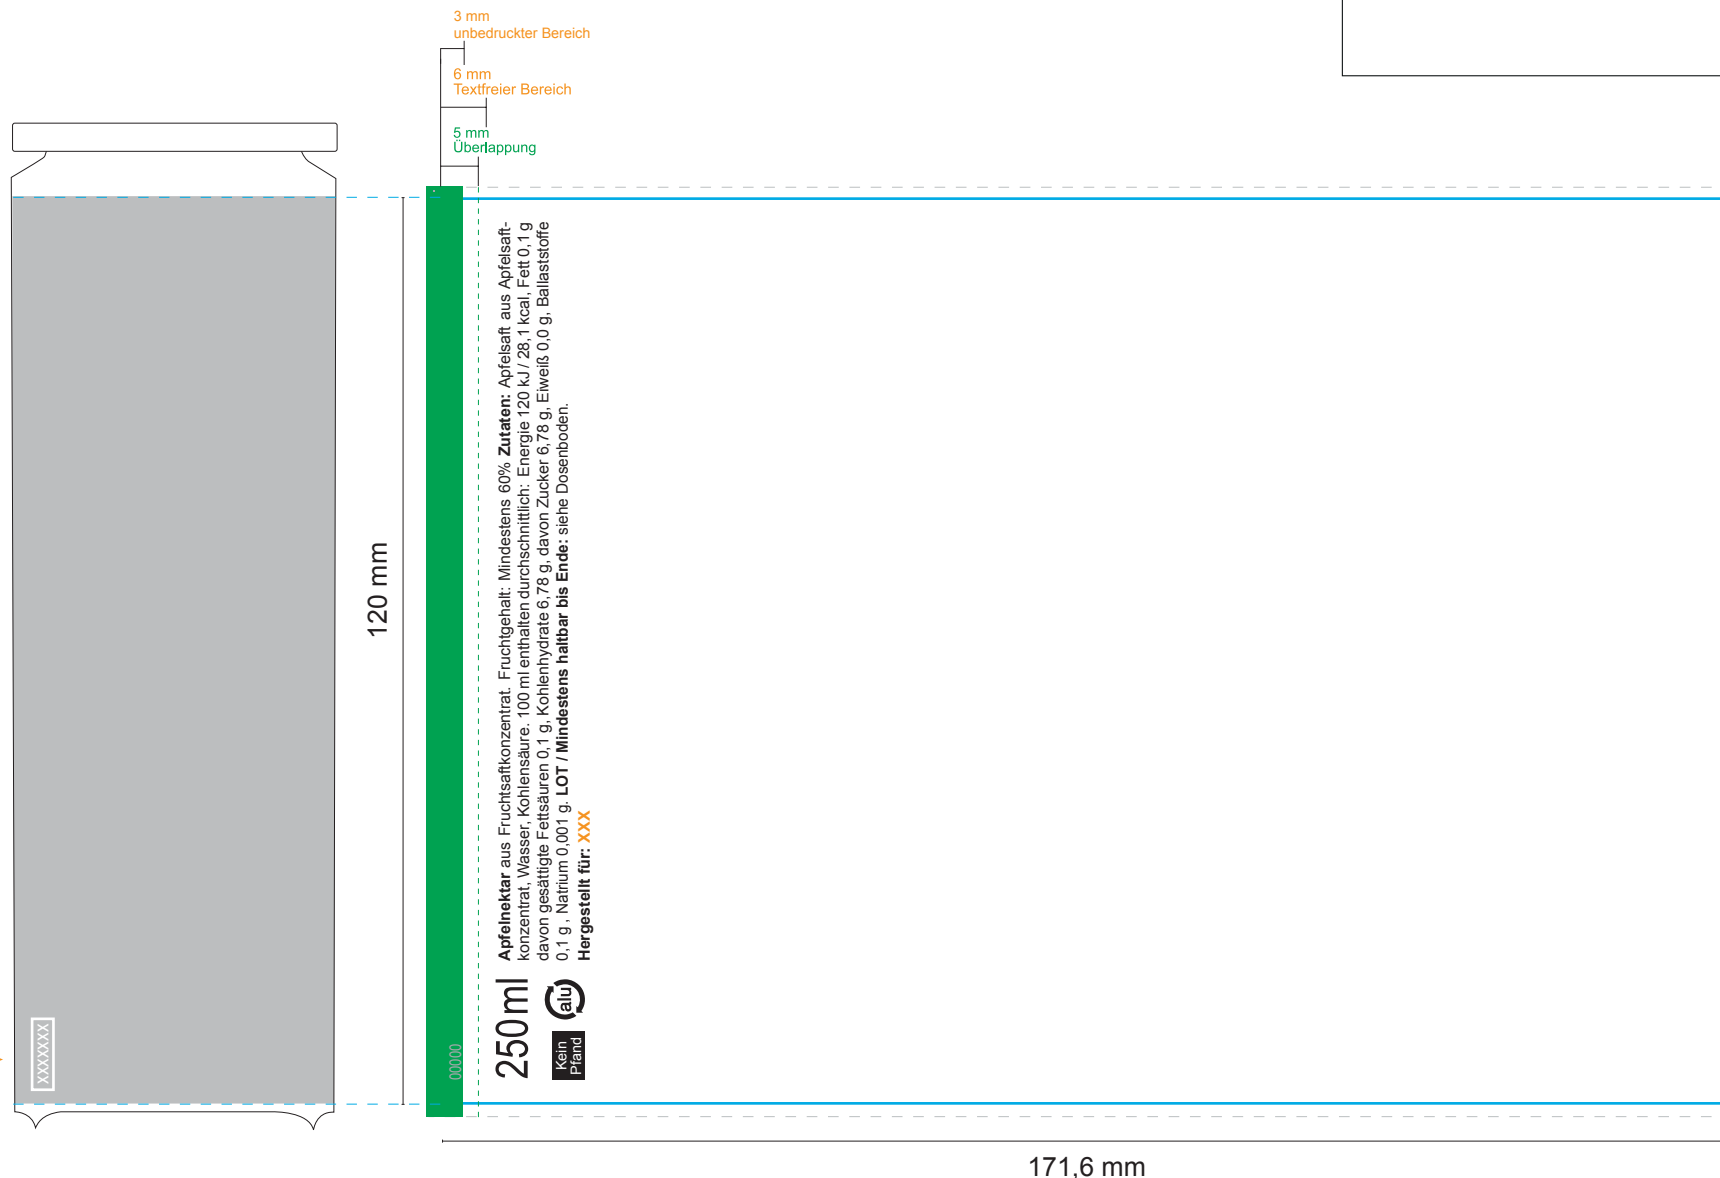 3 mm
unbedruckter Bereich
6 mm
Textfreier Bereich
5 mm
Überlappung
120 mm
XXXXXXX
00000
Apfelnektar aus Fruchtsaftkonzentrat. Fruchtgehalt: Mindestens 60% Zutaten: Apfelsaft aus Apfelsaft-
konzentrat, Wasser, Kohlensäure. 100 ml enthalten durchschnittlich: Energie 120 kJ / 28,1 kcal, Fett 0,1 g
davon gesättigte Fettsäuren 0,1 g, Kohlenhydrate 6,78 g, davon Zucker 6,78 g, Eiweiß 0,0 g, Ballaststoffe
0,1 g , Natrium 0,001 g. LOT / Mindestens haltbar bis Ende: siehe Dosenboden.
Hergestellt für: XXX
250ml
alu
Kein
Pfand
171,6 mm